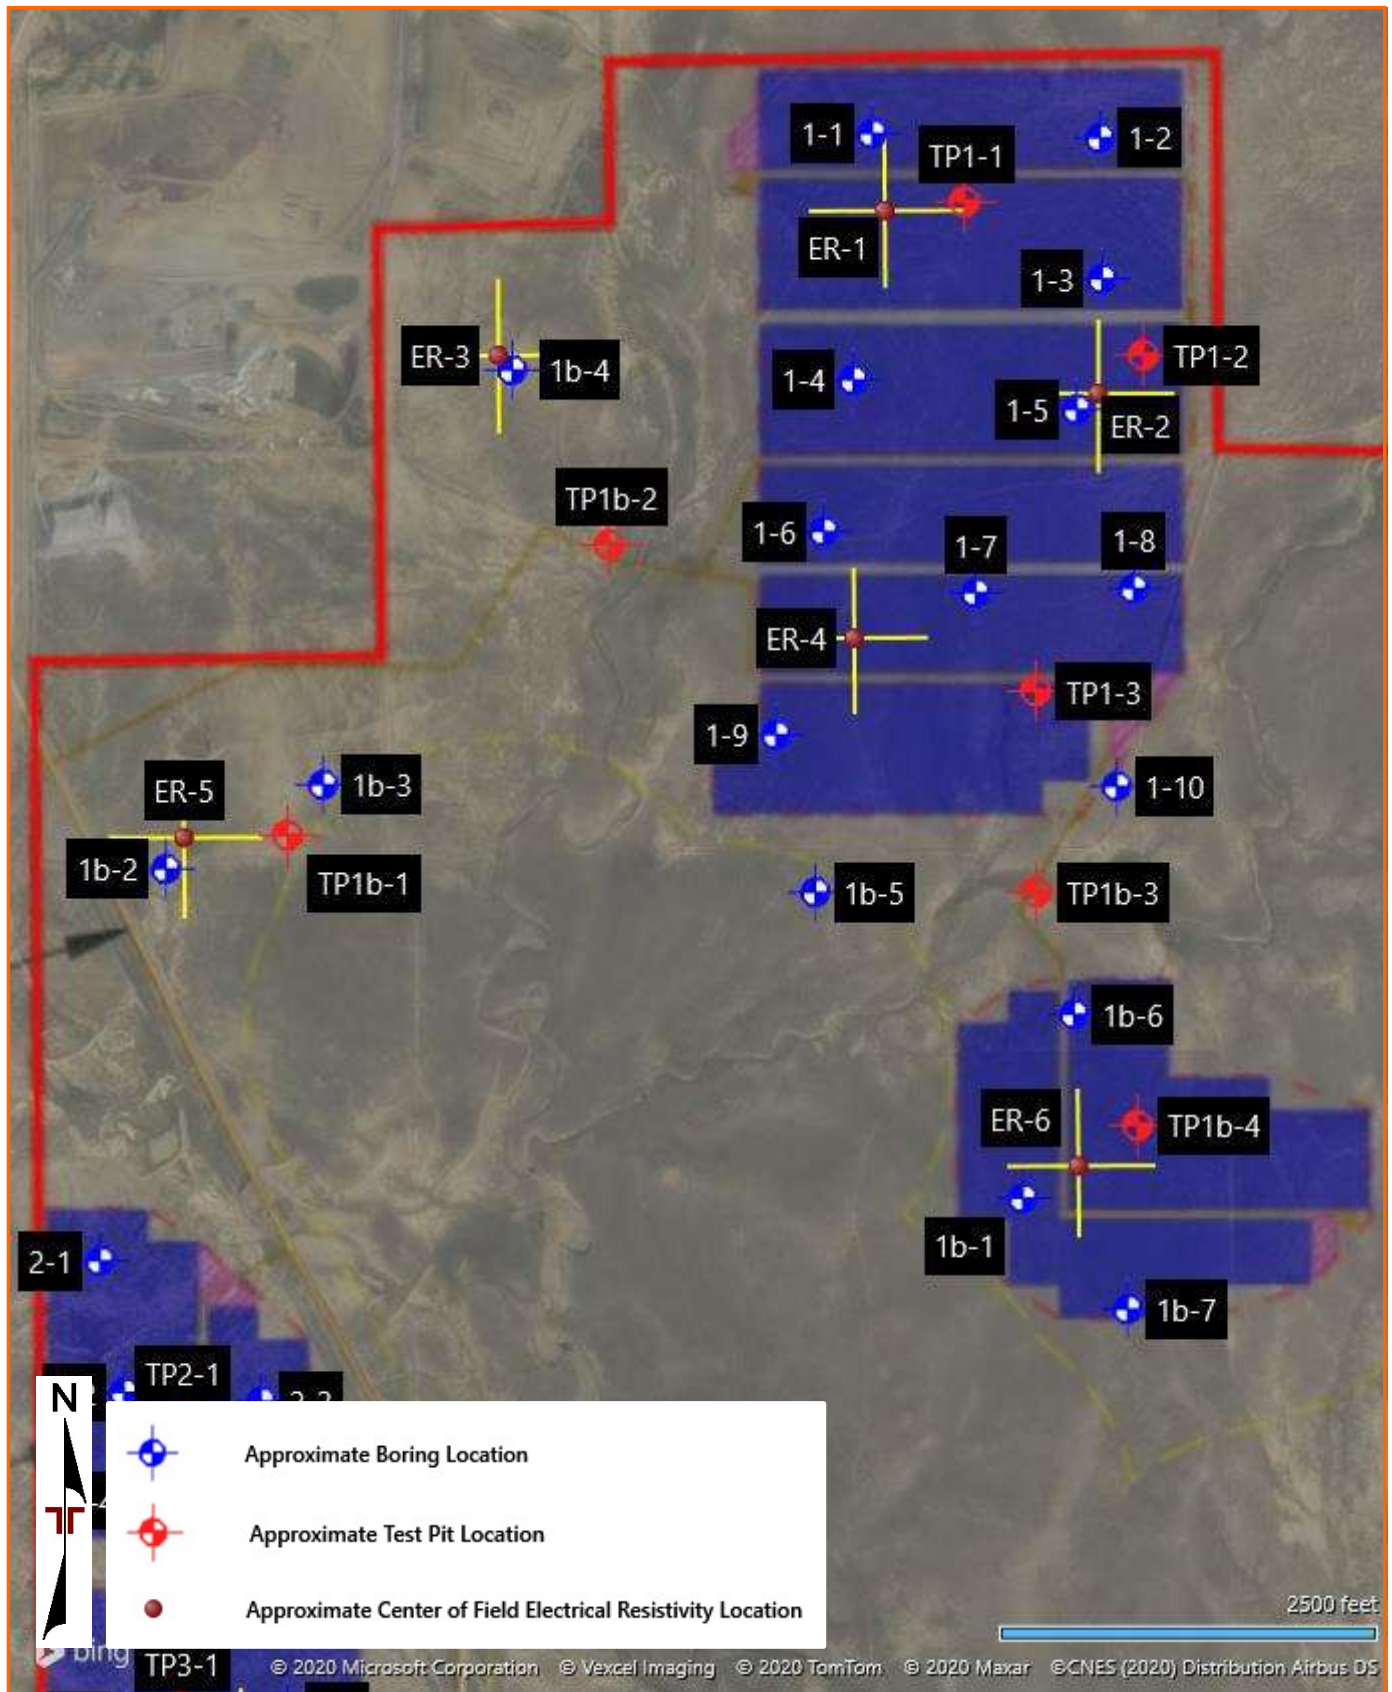 1-1
TP1-1
1-2
ER-1
1-3
ER-3
1b-4
1-4
TP1-2
1-5
ER-2
TP1b-2
1-6
1-7
1-8
ER-4
TP1-3
1-9
ER-5
1b-3
1-10
1b-2
TP1b-1
1b-5
TP1b-3
1b-6
ER-6
TP1b-4
1b-1
2-1
1b-7
TP2-1
N
Approximate Boring Location
Approximate Test Pit Location
Approximate Center of Field Electrical Resistivity Location
2500 feet
bing
TP3-1
© 2020 Microsoft Corporation © Vexcel Imaging © 2020 TomTom © 2020 Maxar ©CNES (2020) Distribution Airbus DS